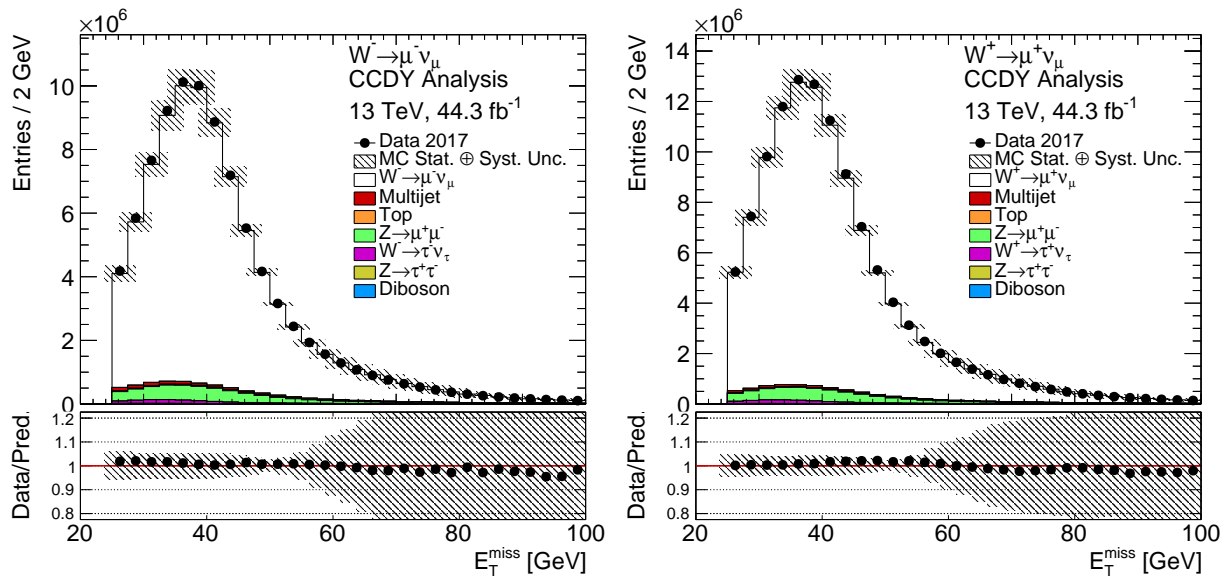 ×10⁶
Entries / 2 GeV
10
8
6
4
2
0
W⁻→μ⁻ν_μ
CCDY Analysis
13 TeV, 44.3 fb⁻¹
Data 2017
MC Stat. ⊕ Syst. Unc.
W⁻→μ⁻ν_μ
Multijet
Top
Z→μ⁺μ⁻
W⁻→τ⁻ν_τ
Z→τ⁺τ⁻
Diboson
Data/Pred.
1.2
1.1
1
0.9
0.8
20 40 60 80 100
E_T^miss [GeV]
×10⁶
Entries / 2 GeV
14
12
10
8
6
4
2
0
W⁺→μ⁺ν_μ
CCDY Analysis
13 TeV, 44.3 fb⁻¹
Data 2017
MC Stat. ⊕ Syst. Unc.
W⁺→μ⁺ν_μ
Multijet
Top
Z→μ⁺μ⁻
W⁺→τ⁺ν_τ
Z→τ⁺τ⁻
Diboson
Data/Pred.
1.2
1.1
1
0.9
0.8
20 40 60 80 100
E_T^miss [GeV]